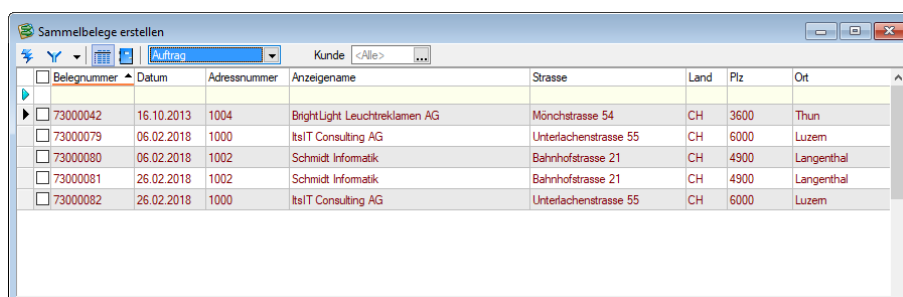 Sammelbelege erstellen
Auftrag Kunde <Alle> ...
Belegnummer Datum Adressnummer Anzeigename Strasse Land Plz Ort
73000042 16.10.2013 1004 BrightLight Leuchtreklamen AG Mönchstrasse 54 CH 3600 Thun
73000079 06.02.2018 1000 ItsIT Consulting AG Unterlachenstrasse 55 CH 6000 Luzern
73000080 06.02.2018 1002 Schmidt Informatik Bahnhofstrasse 21 CH 4900 Langenthal
73000081 26.02.2018 1002 Schmidt Informatik Bahnhofstrasse 21 CH 4900 Langenthal
73000082 26.02.2018 1000 ItsIT Consulting AG Unterlachenstrasse 55 CH 6000 Luzern